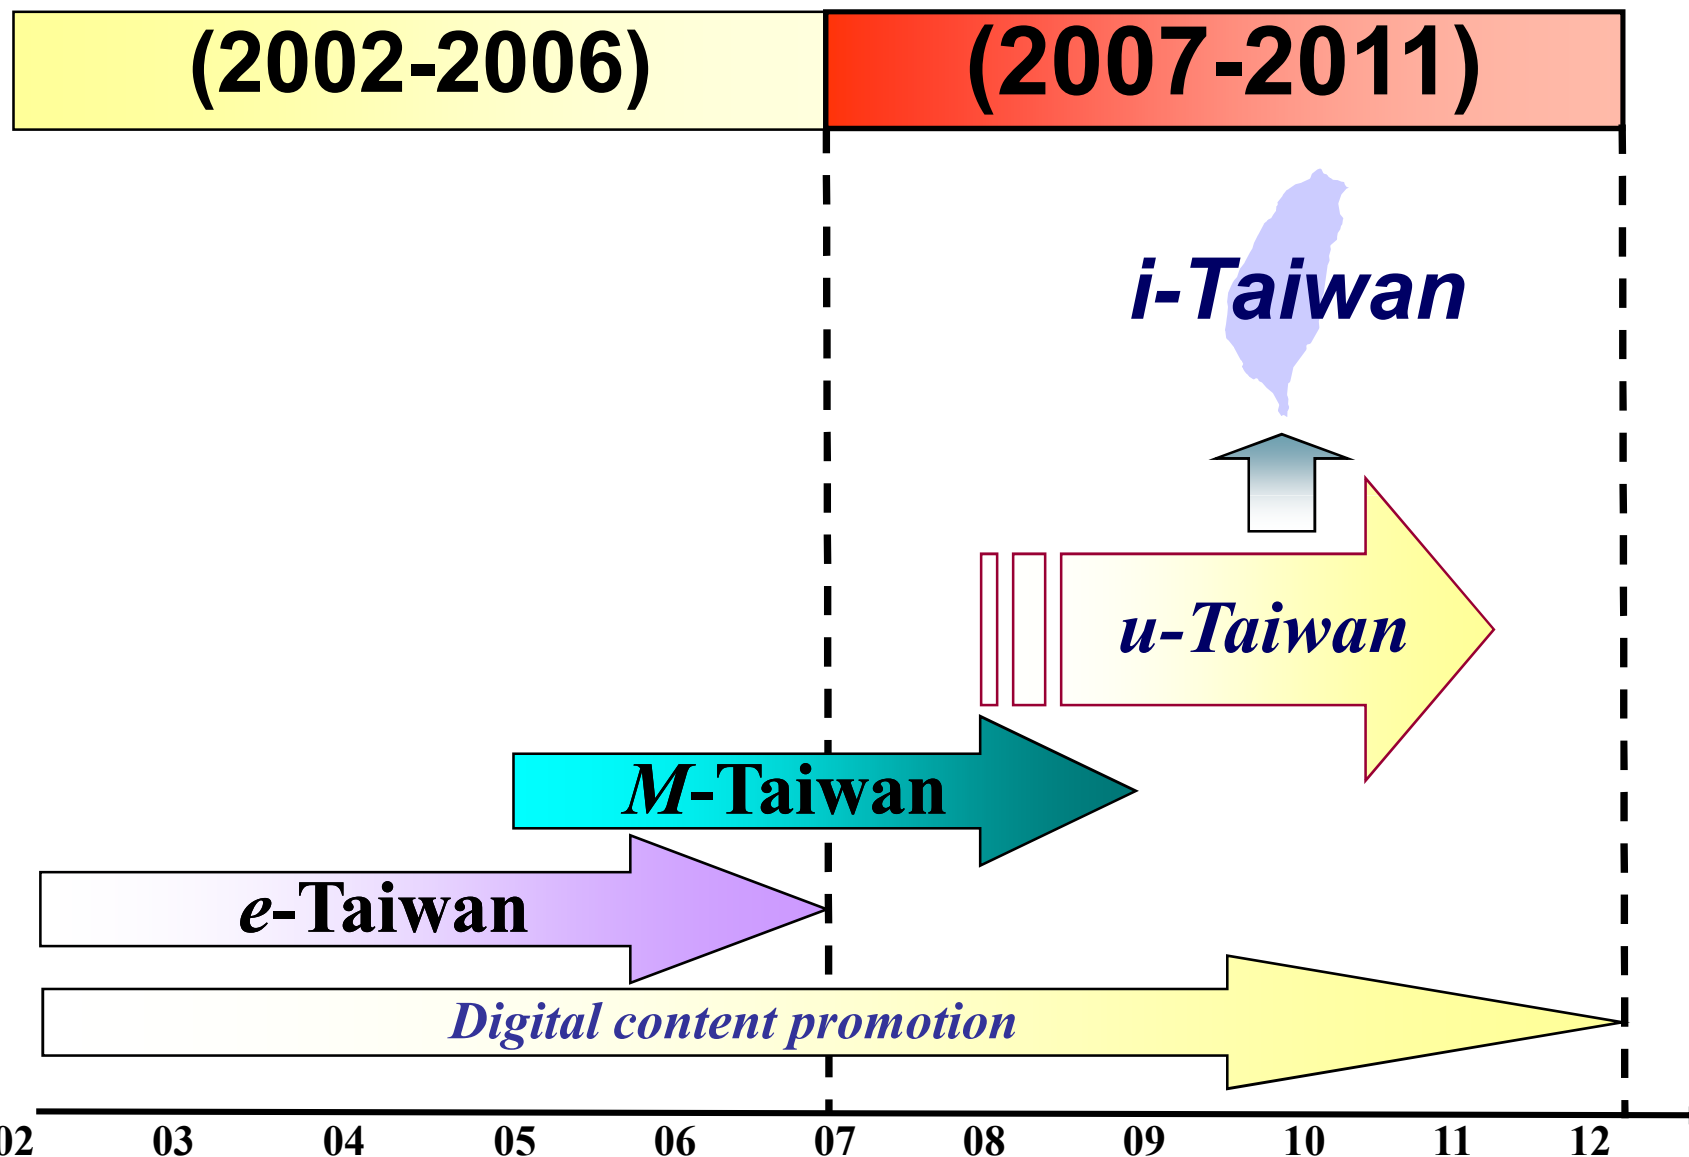 (2002-2006)
(2007-2011)
i-Taiwan
u-Taiwan
M-Taiwan
e-Taiwan
Digital content promotion
02 03 04 05 06 07 08 09 10 11 12